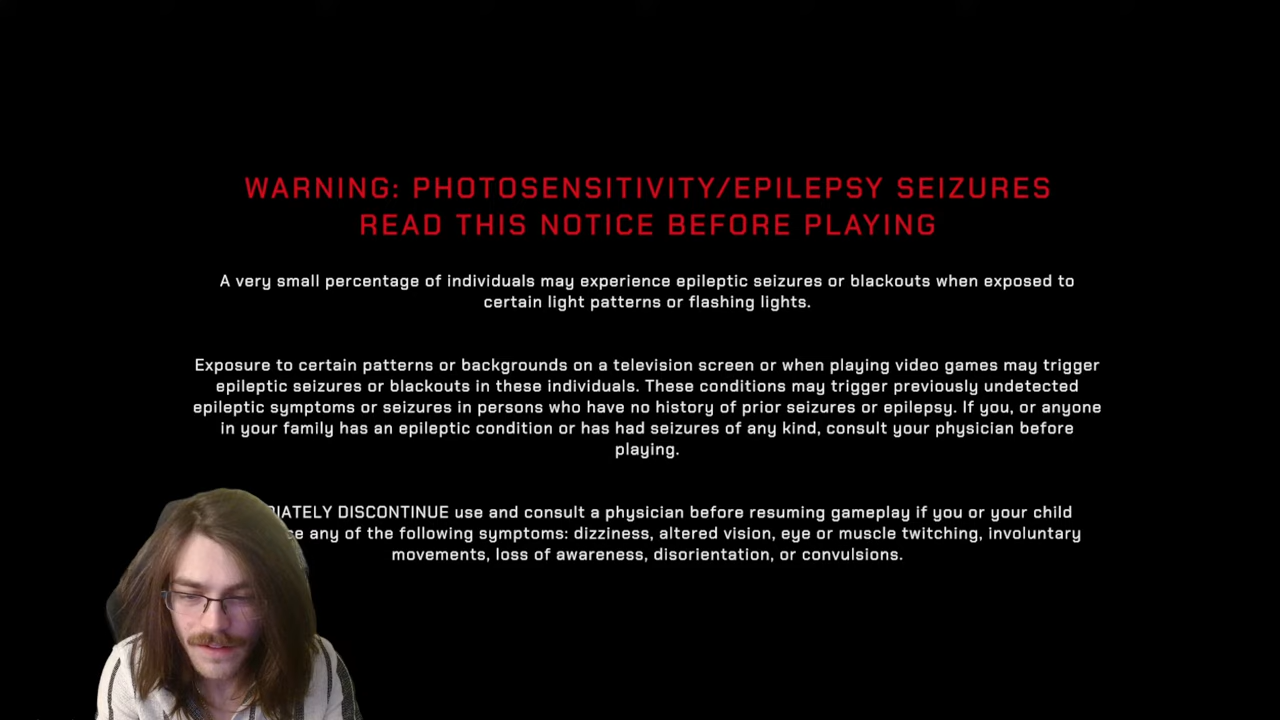 WARNING: PHOTOSENSITIVITY/EPILEPSY SEIZURES
READ THIS NOTICE BEFORE PLAYING
A very small percentage of individuals may experience epileptic seizures or blackouts when exposed to
certain light patterns or flashing lights.
Exposure to certain patterns or backgrounds on a television screen or when playing video games may trigger
epileptic seizures or blackouts in these individuals. These conditions may trigger previously undetected
epileptic symptoms or seizures in persons who have no history of prior seizures or epilepsy. If you, or anyone
in your family has an epileptic condition or has had seizures of any kind, consult your physician before
playing.
DISCONTINUE use and consult a physician before resuming gameplay if you or your child
any of the following symptoms: dizziness, altered vision, eye or muscle twitching, involuntary
movements, loss of awareness, disorientation, or convulsions.